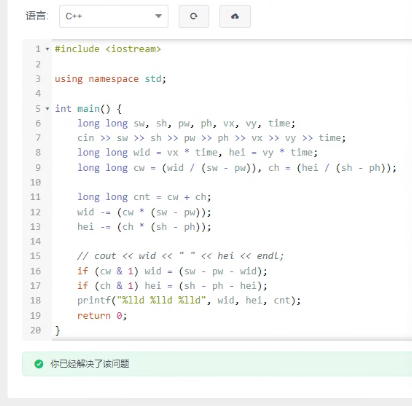 语言: C++
1 #include <iostream>
2
3 using namespace std;
4
5 int main() {
6     long long sw, sh, pw, ph, vx, vy, time;
7     cin >> sw >> sh >> pw >> ph >> vx >> vy >> time;
8     long long wid = vx * time, hei = vy * time;
9     long long cw = (wid / (sw - pw)), ch = (hei / (sh - ph));
10
11     long long cnt = cw + ch;
12     wid -= (cw * (sw - pw));
13     hei -= (ch * (sh - ph));
14
15     // cout << wid << " " << hei << endl;
16     if (cw & 1) wid = (sw - pw - wid);
17     if (ch & 1) hei = (sh - ph - hei);
18     printf("%lld %lld %lld", wid, hei, cnt);
19     return 0;
20 }
你已经解决了该问题